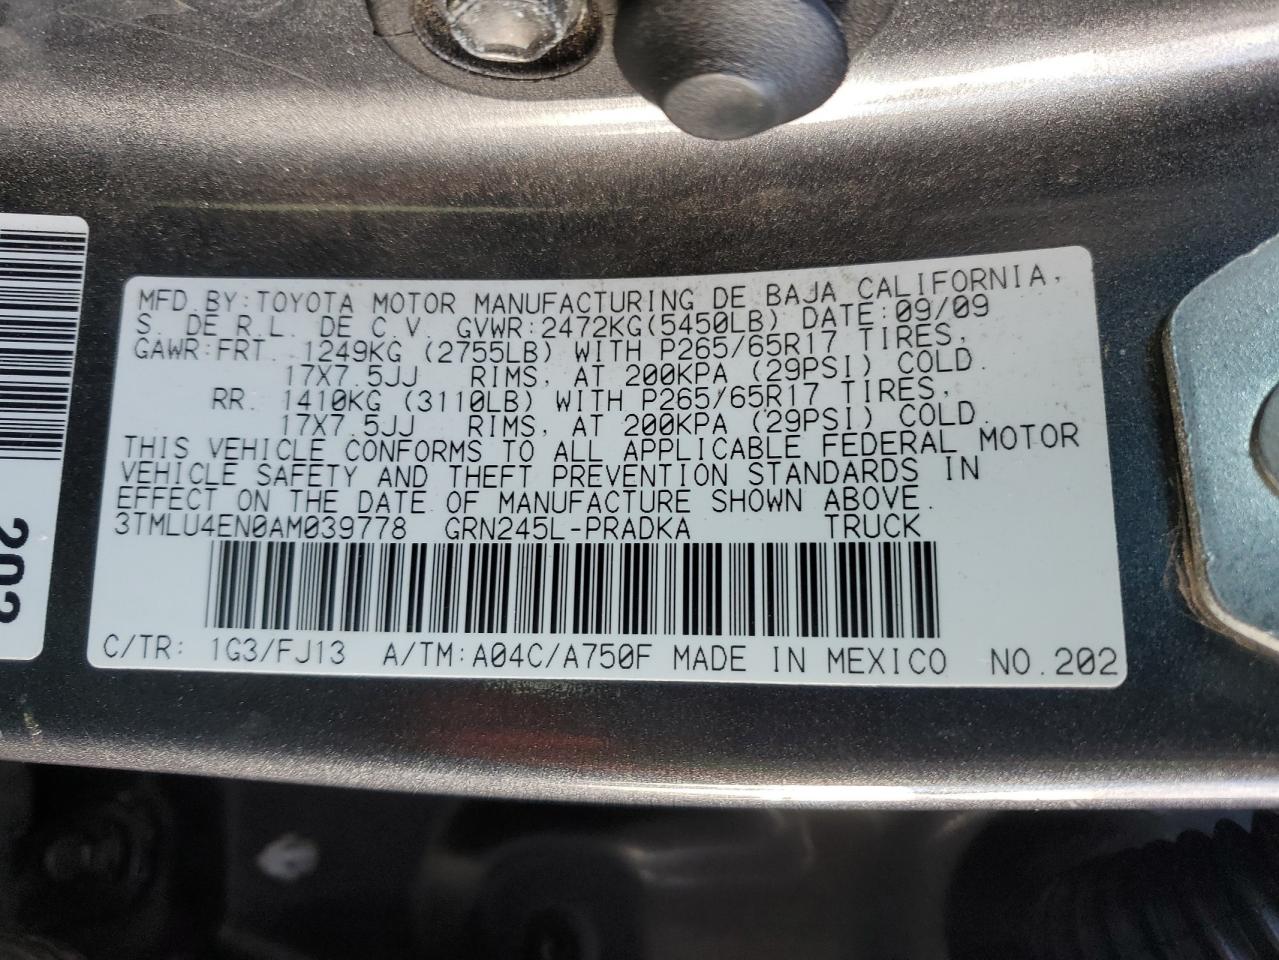 MFD BY:TOYOTA MOTOR MANUFACTURING DE BAJA CALIFORNIA,
S. DE R.L. DE C.V. GVWR:2472KG(5450LB) DATE:09/09
GAWR:FRT. 1249KG (2755LB) WITH P265/65R17 TIRES,
17X7.5JJ RIMS, AT 200KPA (29PSI) COLD.
RR. 1410KG (3110LB) WITH P265/65R17 TIRES,
17X7.5JJ RIMS, AT 200KPA (29PSI) COLD.
THIS VEHICLE CONFORMS TO ALL APPLICABLE FEDERAL MOTOR
VEHICLE SAFETY AND THEFT PREVENTION STANDARDS IN
EFFECT ON THE DATE OF MANUFACTURE SHOWN ABOVE.
3TMLU4EN0AM039778 GRN245L-PRADKA TRUCK
C/TR: 1G3/FJ13 A/TM:A04C/A750F MADE IN MEXICO NO.202
202